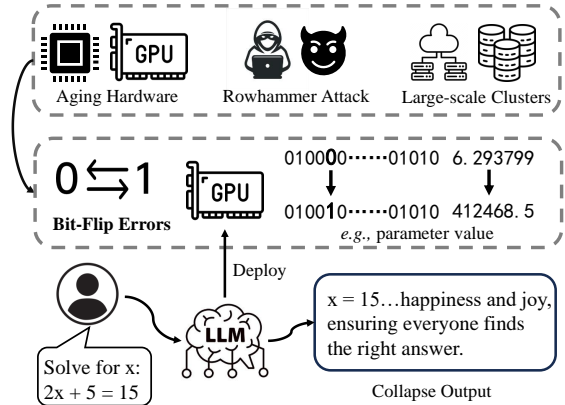 GPU
Aging Hardware
Rowhammer Attack
Large-scale Clusters
0 1
Bit-Flip Errors
GPU
010000······01010
6.293799
010010······01010
412468.5
e.g., parameter value
Deploy
LLM
Solve for x:
2x + 5 = 15
x = 15…happiness and joy,
ensuring everyone finds
the right answer.
Collapse Output